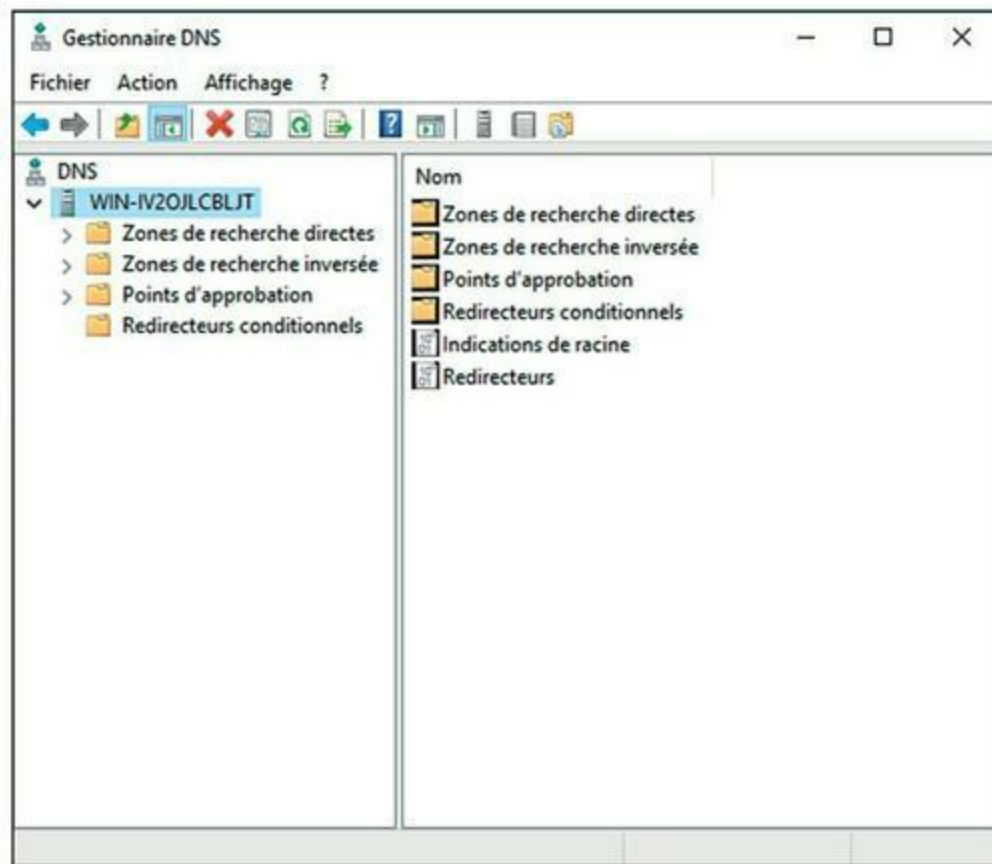 Gestionnaire DNS
Fichier Action Affichage ?
DNS
WIN-IV2OJLCBLJT
Zones de recherche directes
Zones de recherche inversée
Points d'approbation
Redirecteurs conditionnels
Nom
Zones de recherche directes
Zones de recherche inversée
Points d'approbation
Redirecteurs conditionnels
Indications de racine
Redirecteurs